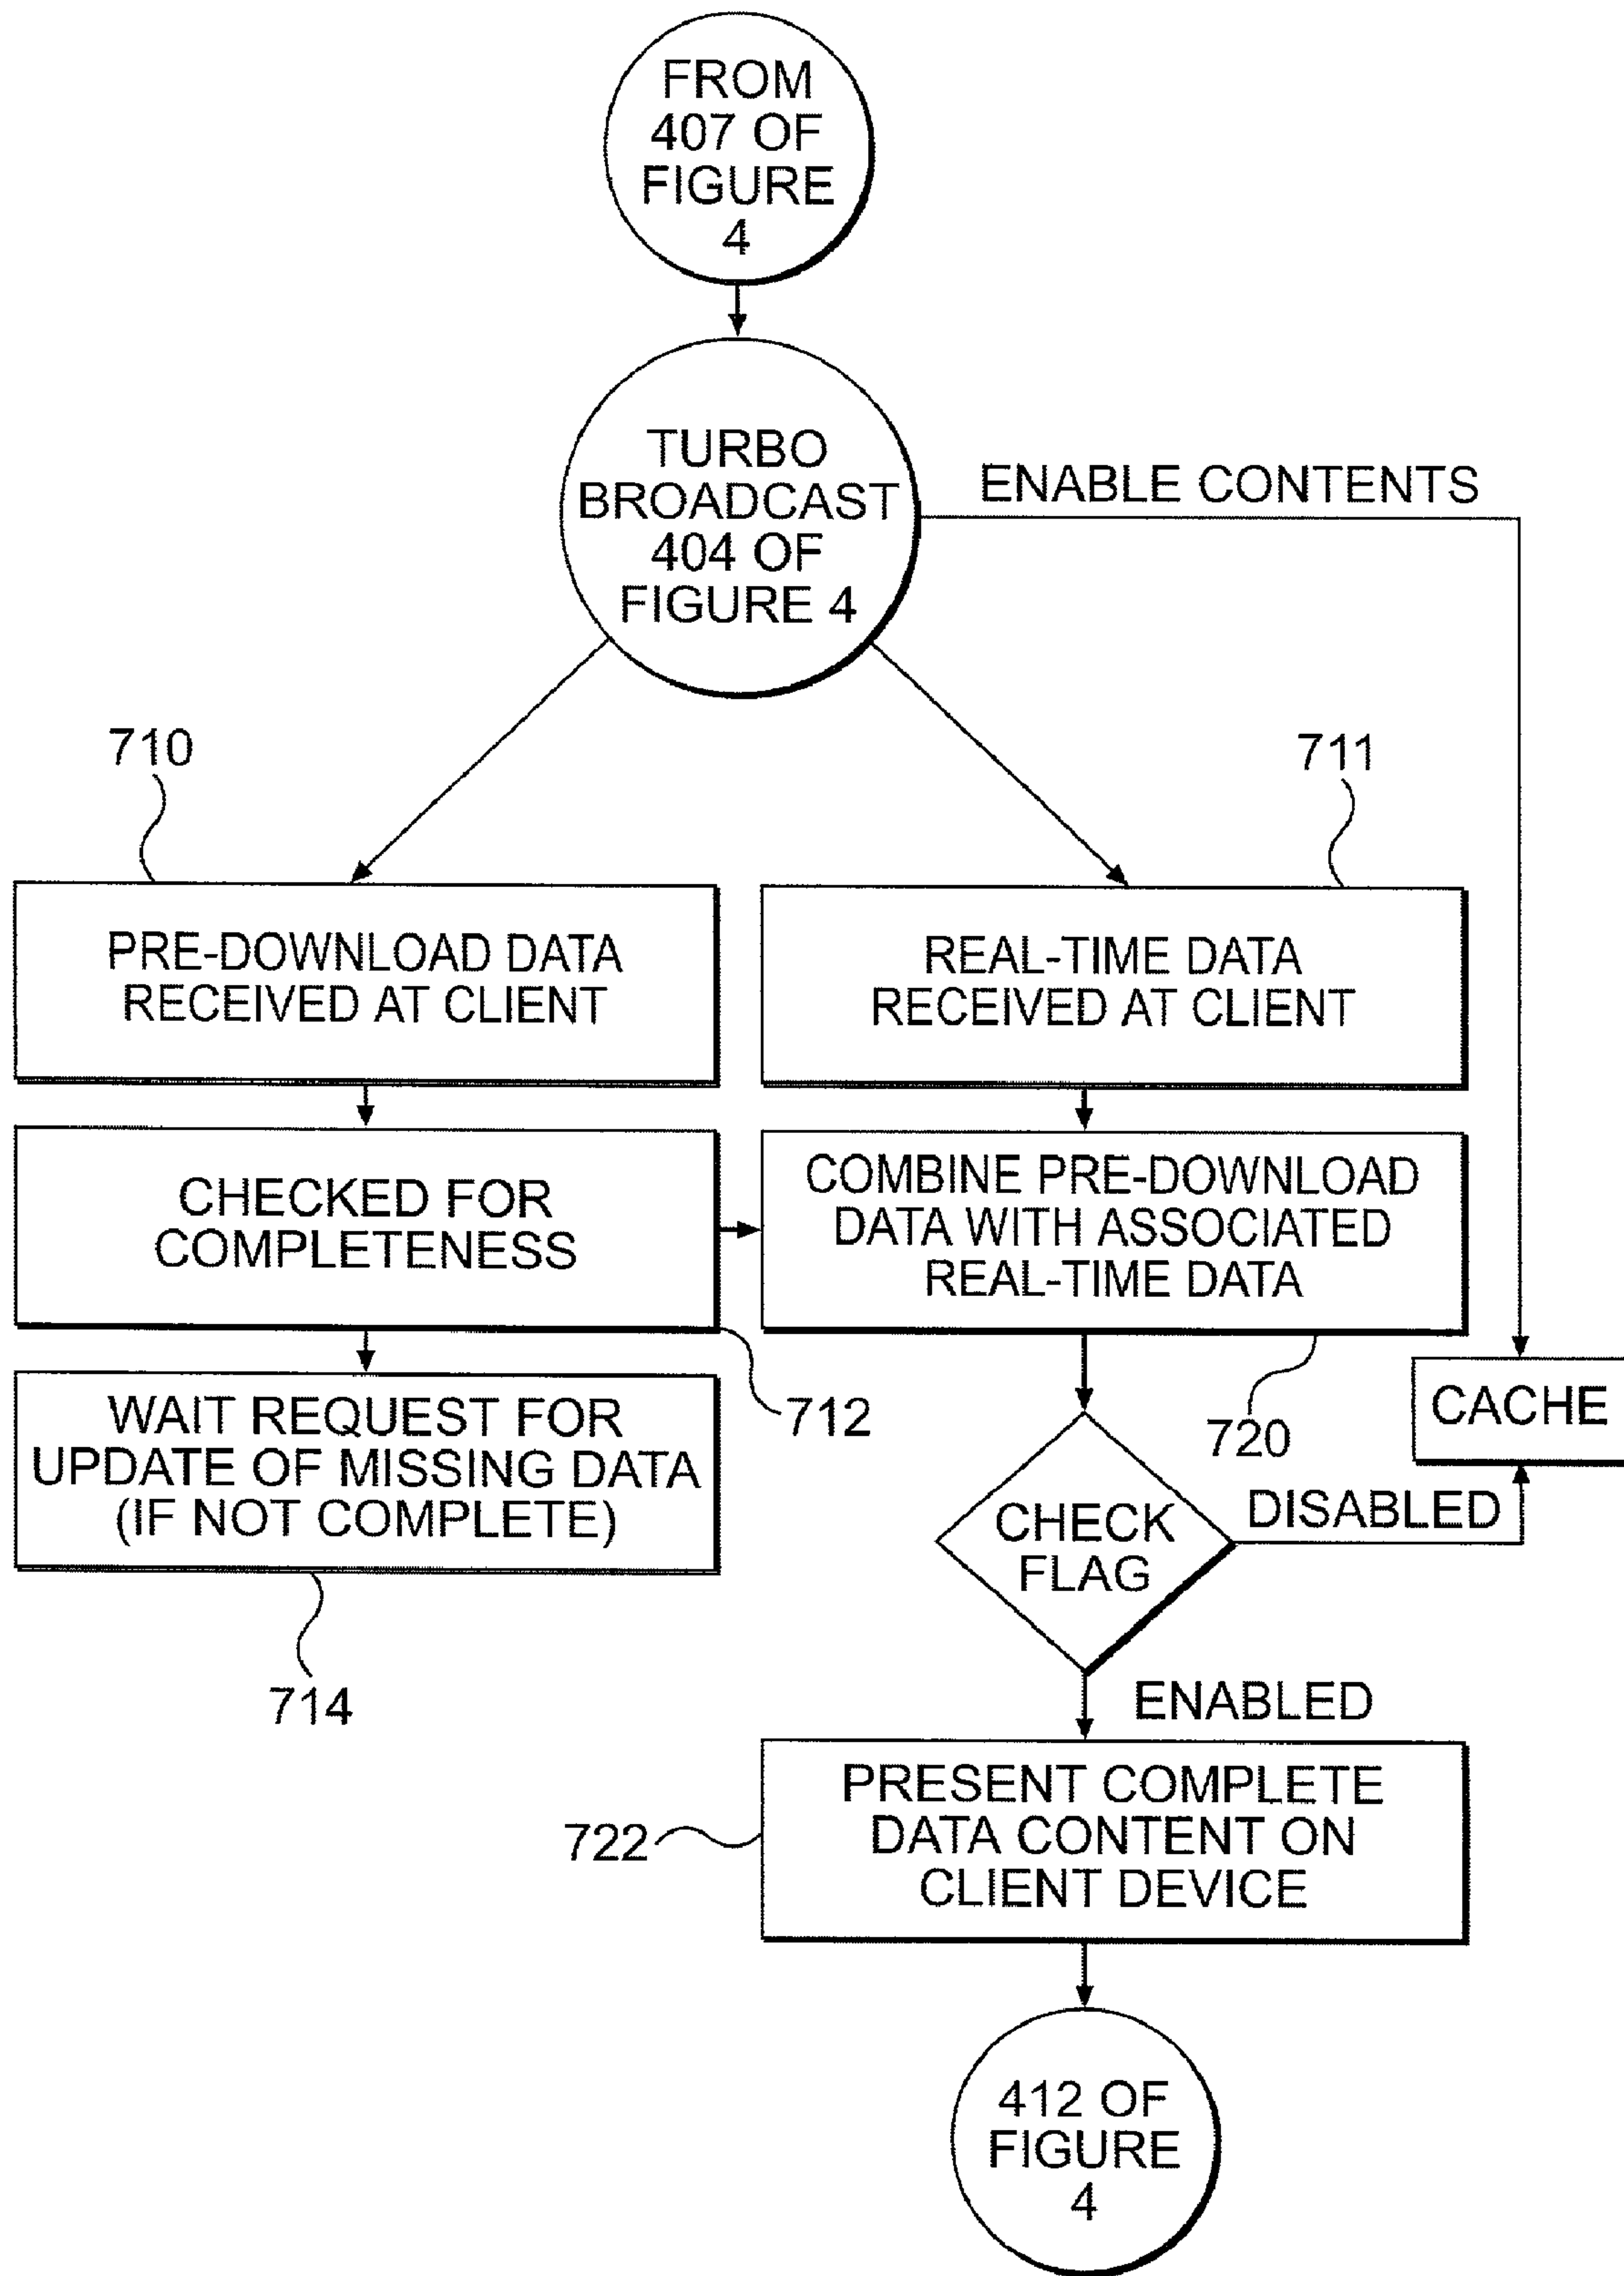 FROM
407 OF
FIGURE
4
TURBO
BROADCAST
404 OF
FIGURE 4
ENABLE CONTENTS
710
711
PRE-DOWNLOAD DATA
RECEIVED AT CLIENT
REAL-TIME DATA
RECEIVED AT CLIENT
CHECKED FOR
COMPLETENESS
COMBINE PRE-DOWNLOAD
DATA WITH ASSOCIATED
REAL-TIME DATA
712
720
CACHE
WAIT REQUEST FOR
UPDATE OF MISSING DATA
(IF NOT COMPLETE)
714
CHECK
FLAG
DISABLED
ENABLED
PRESENT COMPLETE
DATA CONTENT ON
CLIENT DEVICE
722
412 OF
FIGURE
4